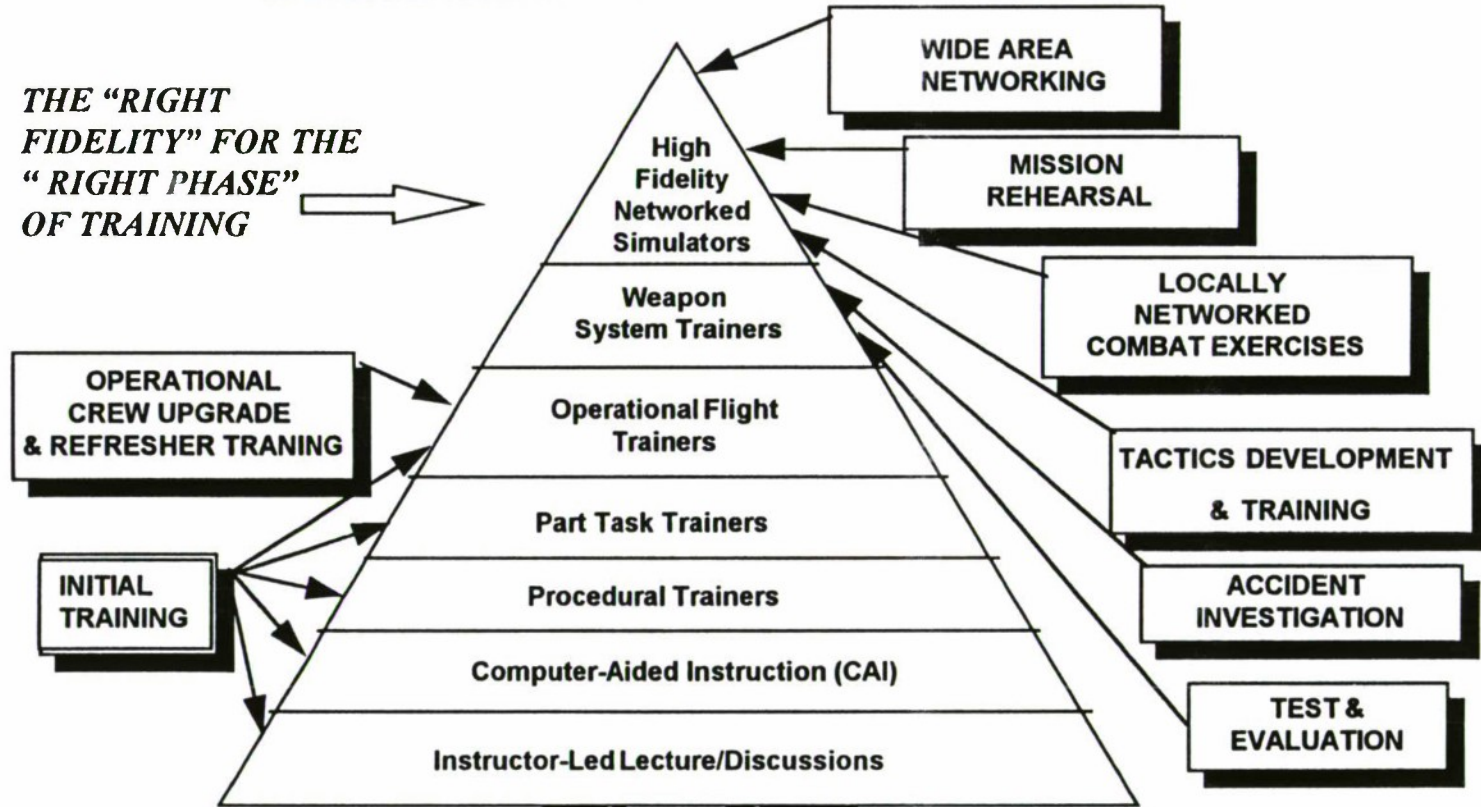 THE “RIGHT
FIDELITY” FOR THE
“ RIGHT PHASE”
OF TRAINING
WIDE AREA
NETWORKING
MISSION
REHEARSAL
LOCALLY
NETWORKED
COMBAT EXERCISES
TACTICS DEVELOPMENT
& TRAINING
ACCIDENT
INVESTIGATION
TEST &
EVALUATION
High
Fidelity
Networked
Simulators
Weapon
System Trainers
Operational Flight
Trainers
Part Task Trainers
Procedural Trainers
Computer-Aided Instruction (CAI)
Instructor-Led Lecture/Discussions
OPERATIONAL
CREW UPGRADE
& REFRESHER TRANING
INITIAL
TRAINING